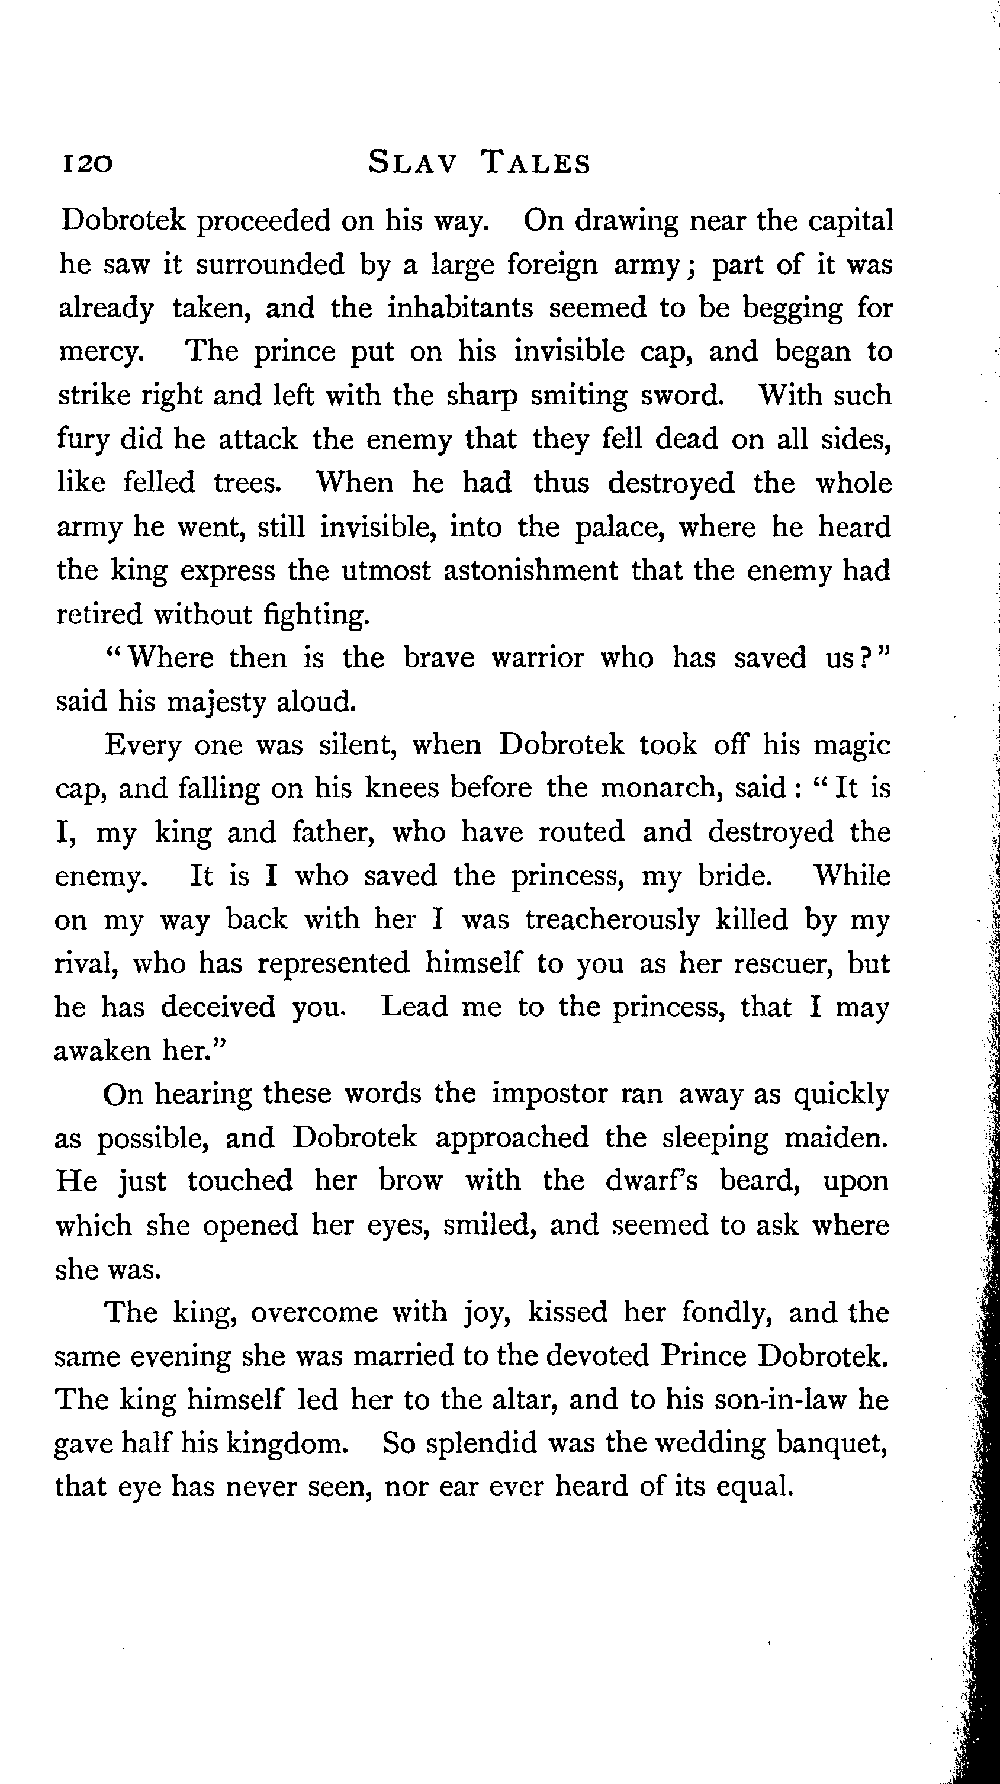 120 SLAV TALES
Dobrotek proceeded on his way. On drawing near the capital
he saw it surrounded by a large foreign army; part of it was
already taken, and the inhabitants seemed to be begging for
mercy. The prince put on his invisible cap, and began to
strike right and left with the sharp smiting sword. With such
fury did he attack the enemy that they fell dead on all sides,
like felled trees. When he had thus destroyed the whole
army he went, still invisible, into the palace, where he heard
the king express the utmost astonishment that the enemy had
retired without fighting.
"Where then is the brave warrior who has saved us?"
said his majesty aloud.
Every one was silent, when Dobrotek took off his magic
cap, and falling on his knees before the monarch, said: "It is
I, my king and father, who have routed and destroyed the
enemy. It is I who saved the princess, my bride. While
on my way back with her I was treacherously killed by my
rival, who has represented himself to you as her rescuer, but
he has deceived you. Lead me to the princess, that I may
awaken her."
On hearing these words the impostor ran away as quickly
as possible, and Dobrotek approached the sleeping maiden.
He just touched her brow with the dwarf's beard, upon
which she opened her eyes, smiled, and seemed to ask where
she was.
The king, overcome with joy, kissed her fondly, and the
same evening she was married to the devoted Prince Dobrotek.
The king himself led her to the altar, and to his son-in-law he
gave half his kingdom. So splendid was the wedding banquet,
that eye has never seen, nor ear ever heard of its equal.